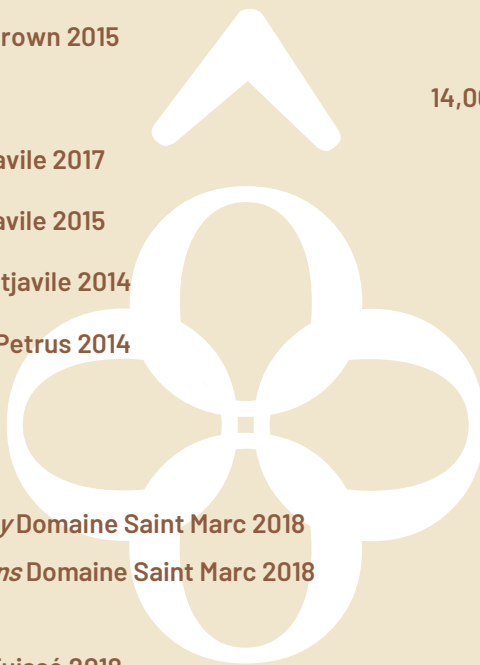 rown 2015
14,0
avile 2017
avile 2015
tjavile 2014
Petrus 2014
y Domaine Saint Marc 2018
ns Domaine Saint Marc 2018